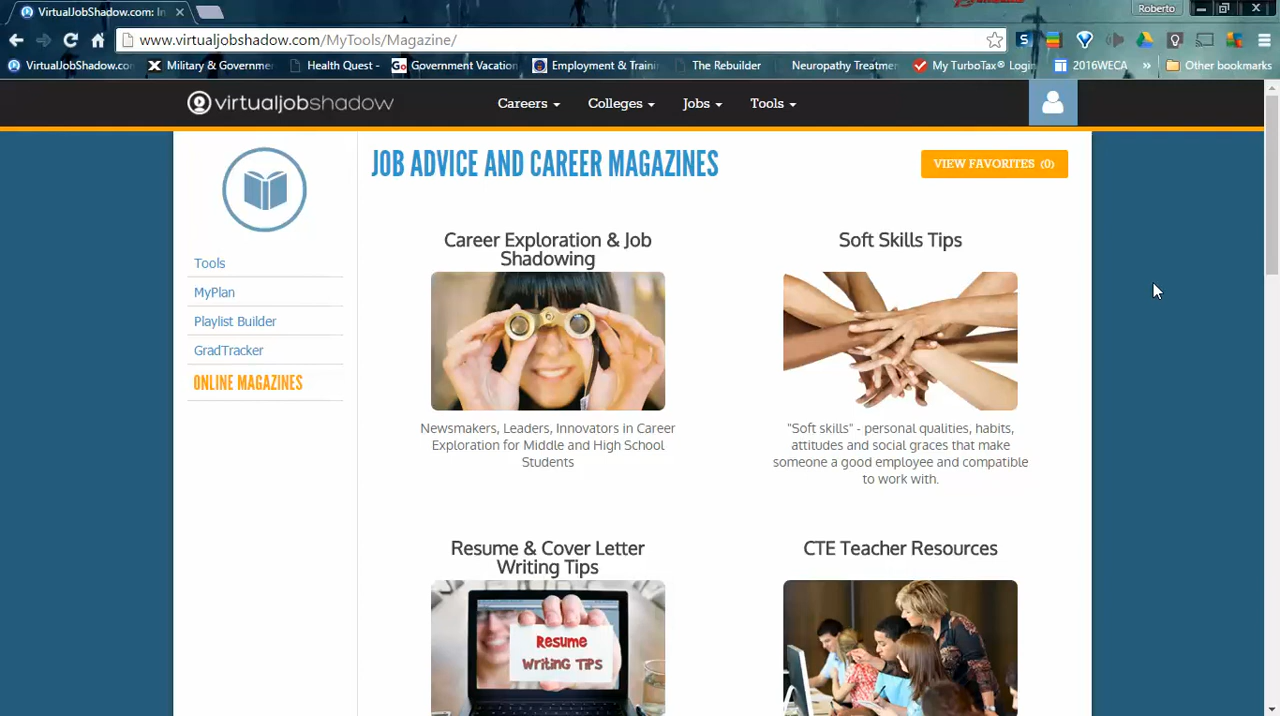 VirtualJobShadow.com: In
Roberto
www.virtualjobshadow.com/MyTools/Magazine/
VirtualJobShadow.co
Military & Governme
Health Quest -
Go
Government Vacation
Employment & Traini
The Rebuilder
Neuropathy Treatme
My TurboTax® Login
2016WECA
»
Other bookmarks
virtualjobshadow
Careers
Colleges
Jobs
Tools
JOB ADVICE AND CAREER MAGAZINES
VIEW FAVORITES (0)
Tools
MyPlan
Playlist Builder
GradTracker
ONLINE MAGAZINES
Career Exploration & Job
Shadowing
Newsmakers, Leaders, Innovators in Career
Exploration for Middle and High School
Students
Soft Skills Tips
"Soft skills" - personal qualities, habits,
attitudes and social graces that make
someone a good employee and compatible
to work with.
Resume & Cover Letter
Writing Tips
Resume
Writing Tips
CTE Teacher Resources